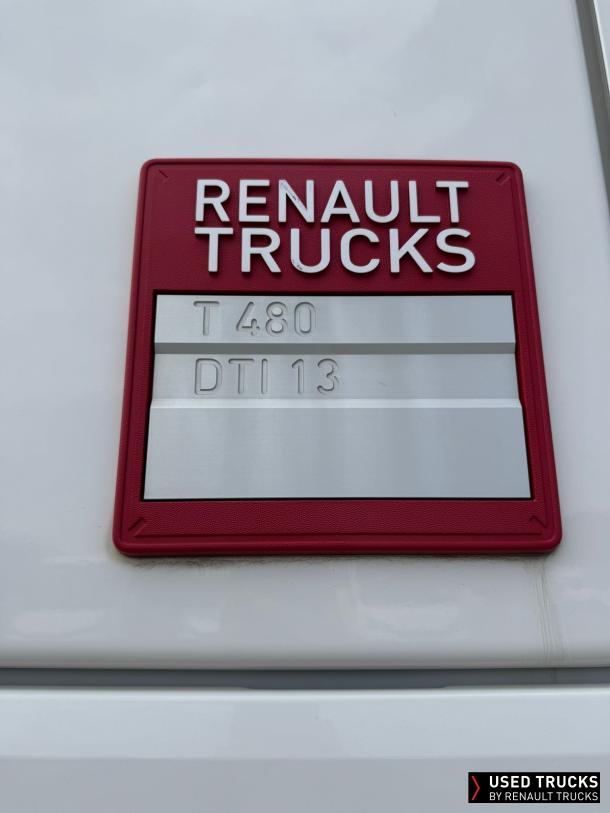 RENAULT
TRUCKS
T 480
DTI 13
USED TRUCKS
BY RENAULT TRUCKS